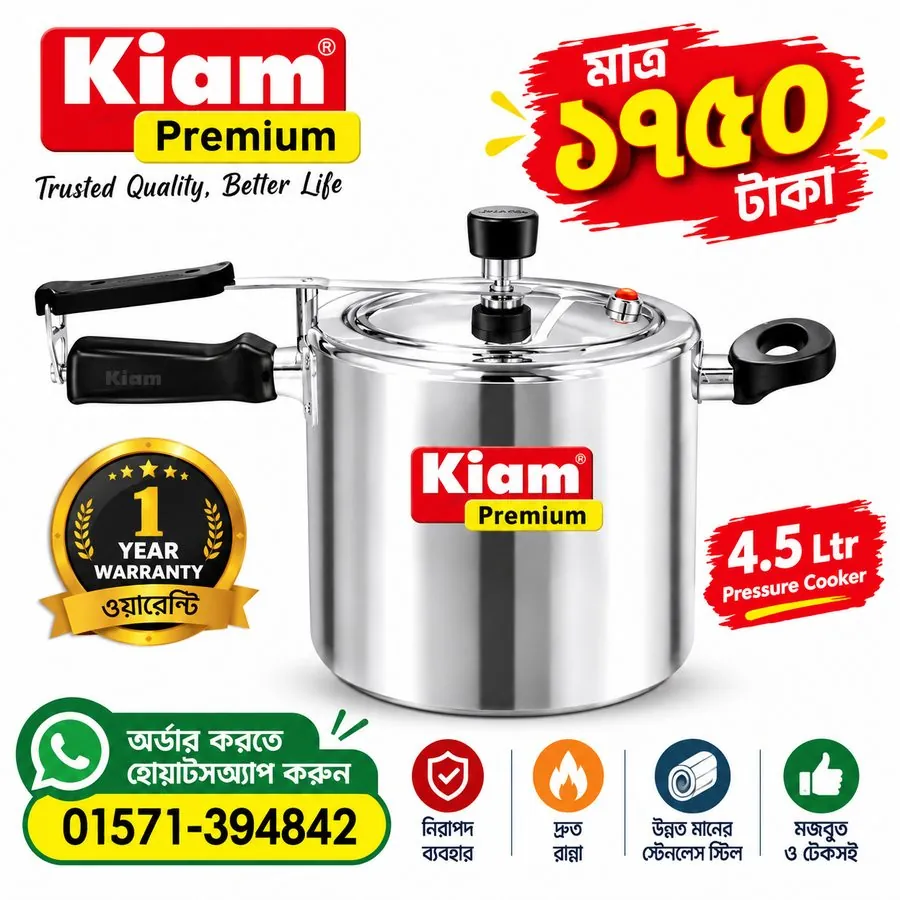 Kiam®
Premium
Trusted Quality, Better Life
মাত্র
১৭৫০
টাকা
Kiam
Kiam®
Premium
1
YEAR
WARRANTY
ওয়ারেন্টি
4.5 Ltr
Pressure Cooker
অর্ডার করতে
হোয়াটসঅ্যাপ করুন
01571-394842
নিরাপদ
ব্যবহার
দ্রুত
রান্না
উন্নত মানের
স্টেনলেস স্টিল
মজবুত
ও টেকসই